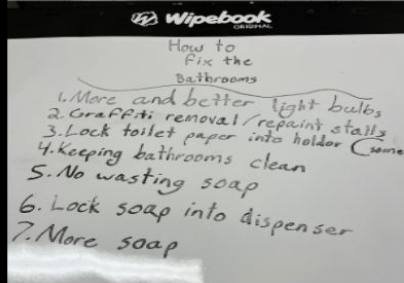 Wipebook
ORIGINAL
How to
Fix the
Bathrooms
1. More and better light bulbs
2. Graffiti removal/repaint stalls
3. Lock toilet paper into holder (some
4. Keeping bathrooms clean
5. No wasting soap
6. Lock soap into dispenser
7. More soap